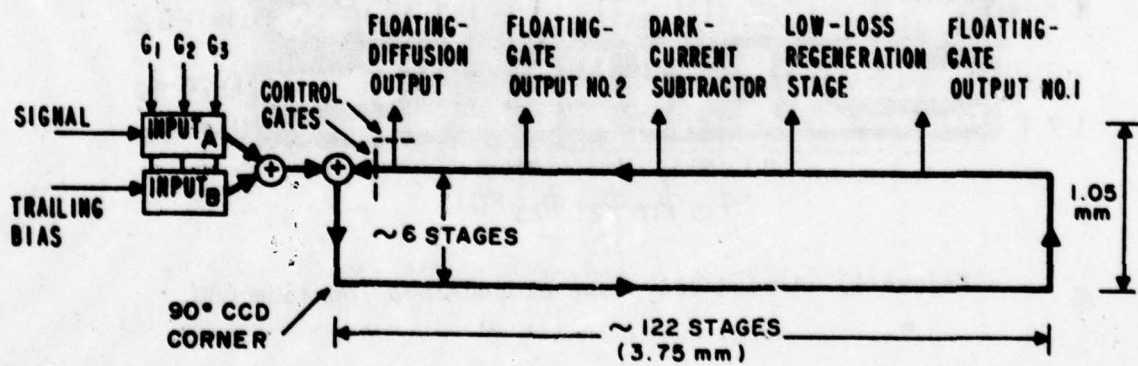 G1 G2 G3
FLOATING-
DIFFUSION
OUTPUT
FLOATING-
GATE
OUTPUT NO.2
DARK-
CURRENT
SUBTRACTOR
LOW-LOSS
REGENERATION
STAGE
FLOATING-
GATE
OUTPUT NO.1
CONTROL
GATES
SIGNAL
INPUT A
INPUT B
TRAILING
BIAS
+
+
~6 STAGES
1.05
mm
90° CCD
CORNER
~122 STAGES
(3.75 mm)